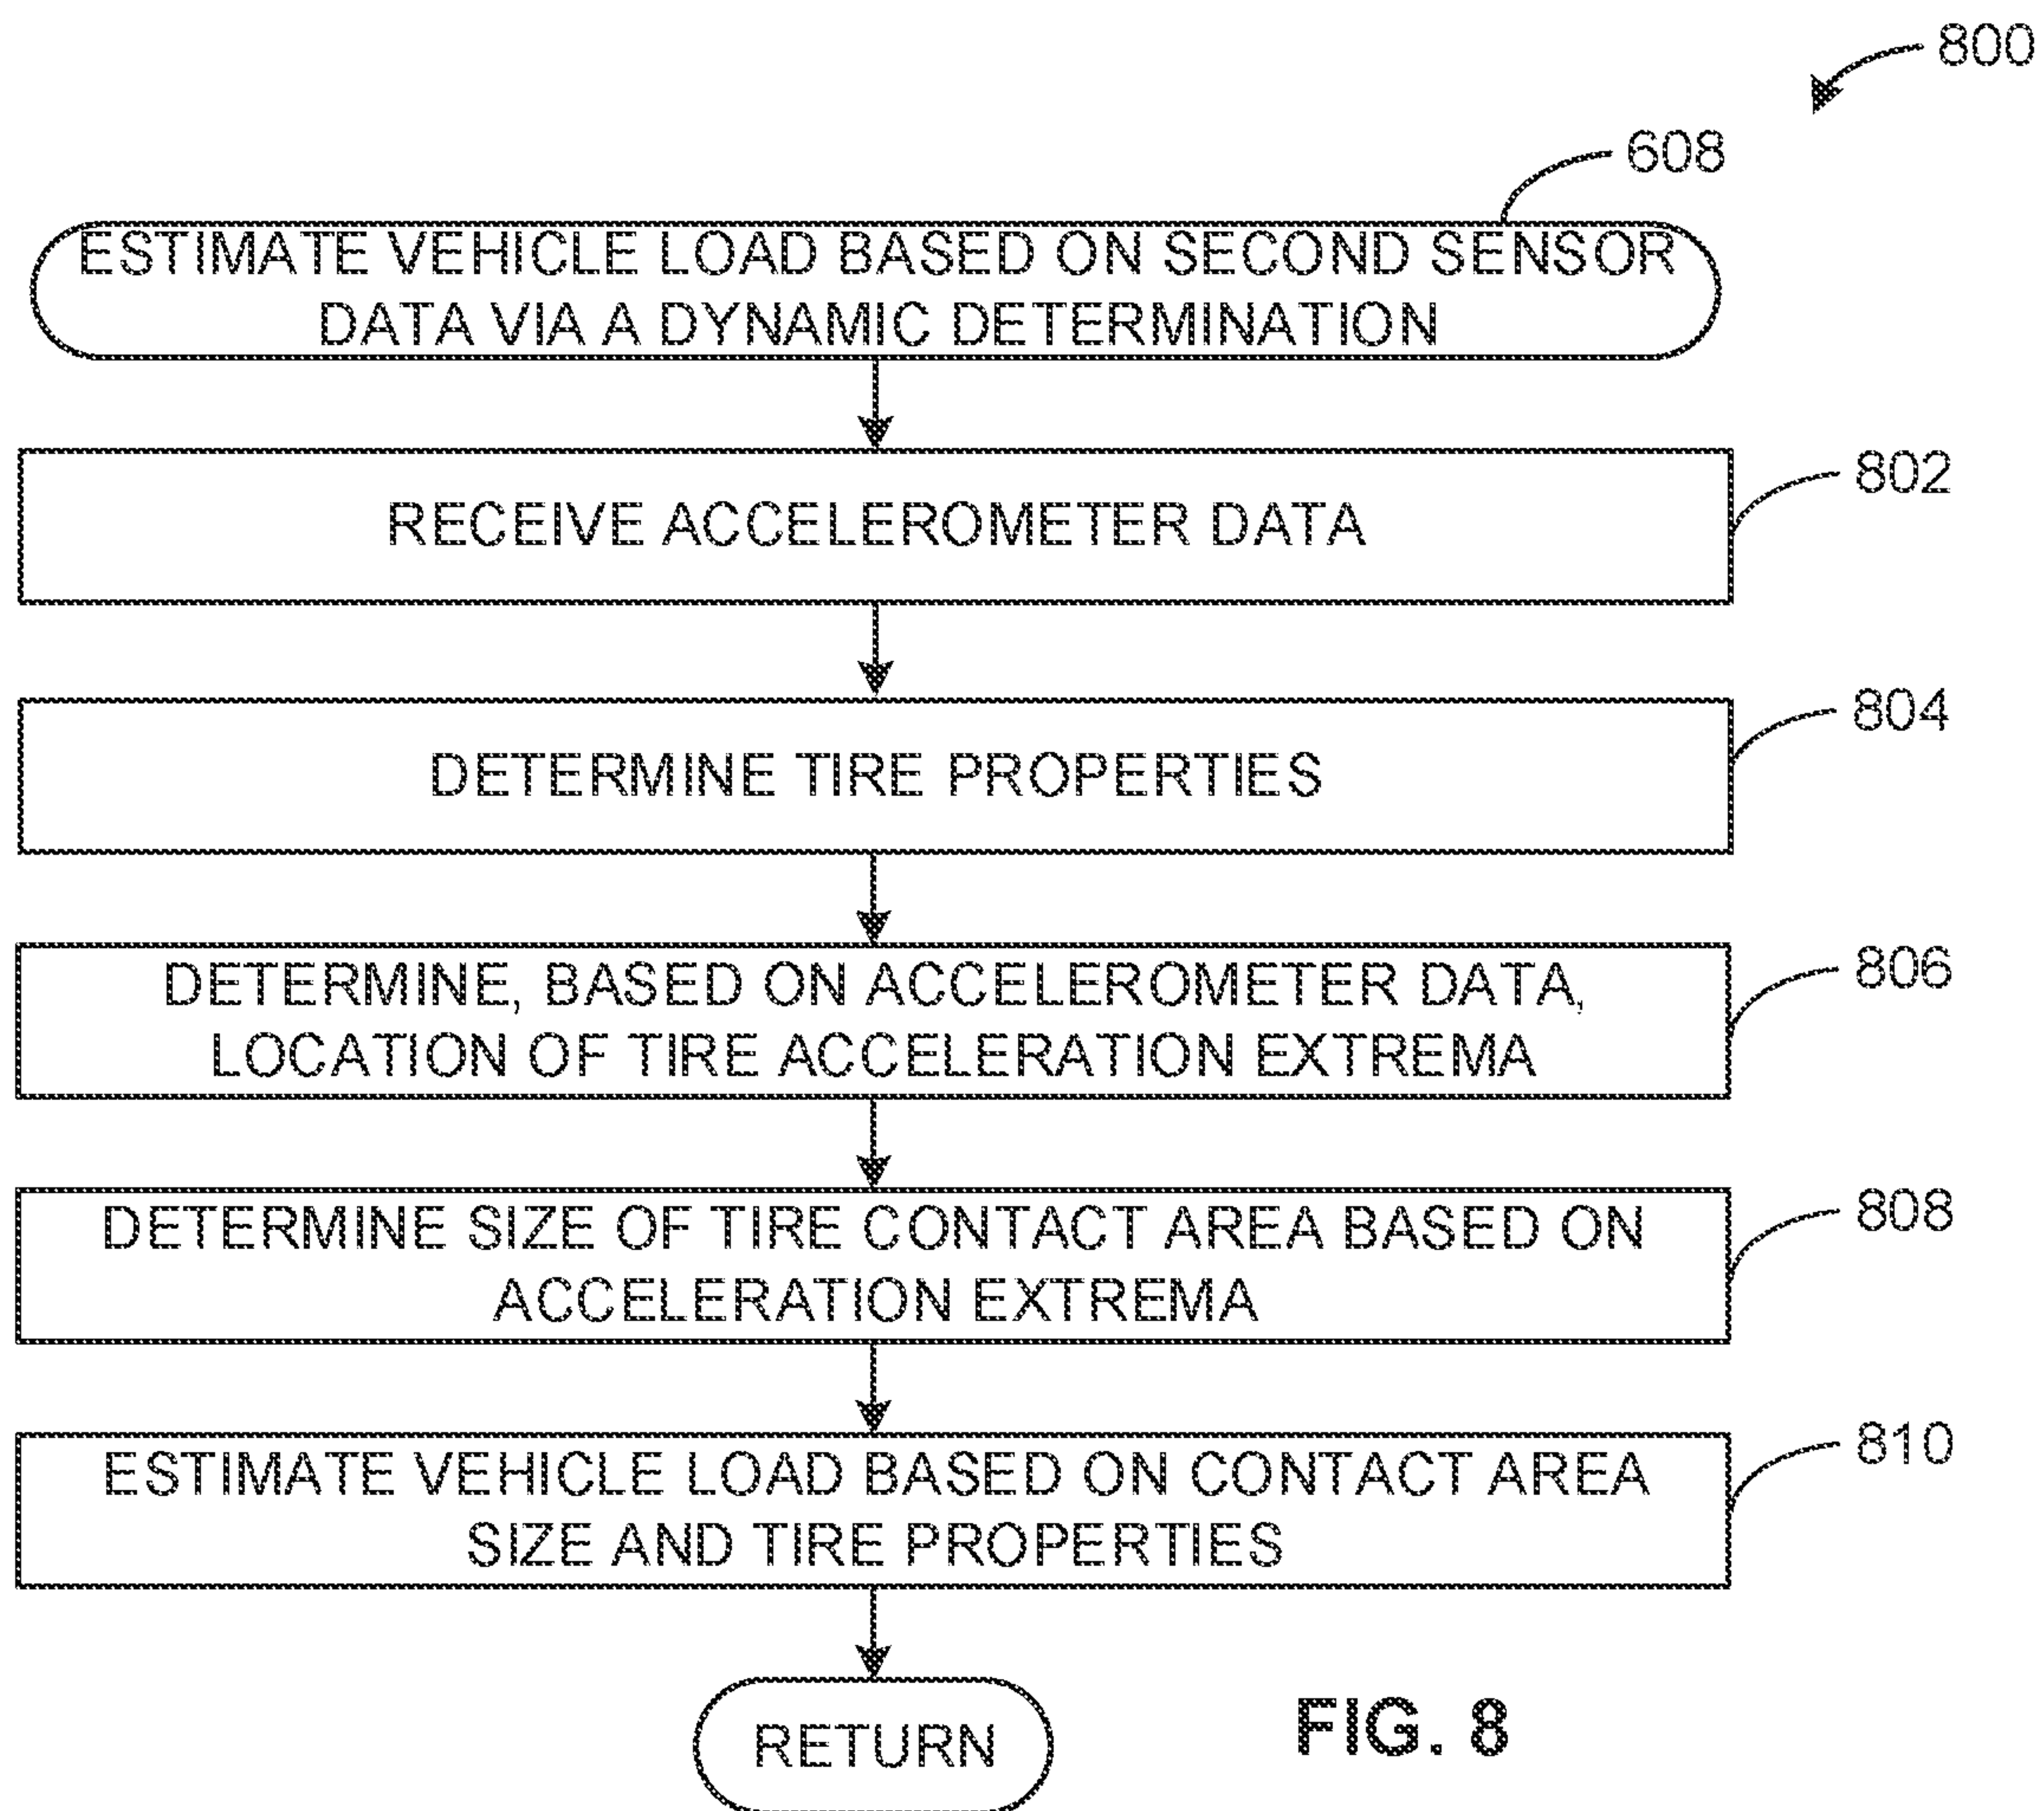 800
608
ESTIMATE VEHICLE LOAD BASED ON SECOND SENSOR
DATA VIA A DYNAMIC DETERMINATION
802
RECEIVE ACCELEROMETER DATA
804
DETERMINE TIRE PROPERTIES
806
DETERMINE, BASED ON ACCELEROMETER DATA,
LOCATION OF TIRE ACCELERATION EXTREMA
808
DETERMINE SIZE OF TIRE CONTACT AREA BASED ON
ACCELERATION EXTREMA
810
ESTIMATE VEHICLE LOAD BASED ON CONTACT AREA
SIZE AND TIRE PROPERTIES
RETURN
FIG. 8